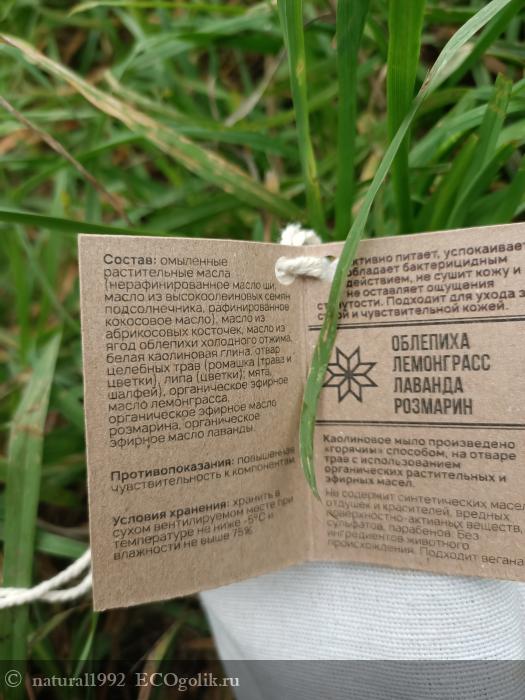 Состав: омыленные
растительные масла
(нерафинированное масло ши,
масло из высокоолеиновых семян
подсолнечника, рафинированное
кокосовое масло), масло из
абрикосовых косточек, масло из
ягод облепихи холодного отжима,
белая каолиновая глина, отвар
целебных трав (ромашка (трава и
цветки), липа (цветки); мята,
шалфей), органическое эфирное
масло лемонграсса,
органическое эфирное масло
розмарина, органическое
эфирное масло лаванды.
Противопоказания: повышенная
чувствительность к компонентам
Условия хранения: хранить в
сухом вентилируемом месте при
температуре не ниже -5°С и
влажности не выше 75%
питает, успокаивает
обладает бактерицидным
действием, не сушит кожу и
не оставляет ощущения
Подходит для ухода
и чувствительной кожей.
ОБЛЕПИХА
ЛЕМОНГРАСС
ЛАВАНДА
РОЗМАРИН
Каолиновое мыло произведено
«горячим» способом, на отваре
трав с использованием
органических растительных и
эфирных масел.
Не содержит синтетических
отдушек и красителей, вредных
поверхностно-активных веществ,
сульфатов, парабенов. Без
ингредиентов животного
происхождения. Подходит
© natural1992 ECOgolik.ru